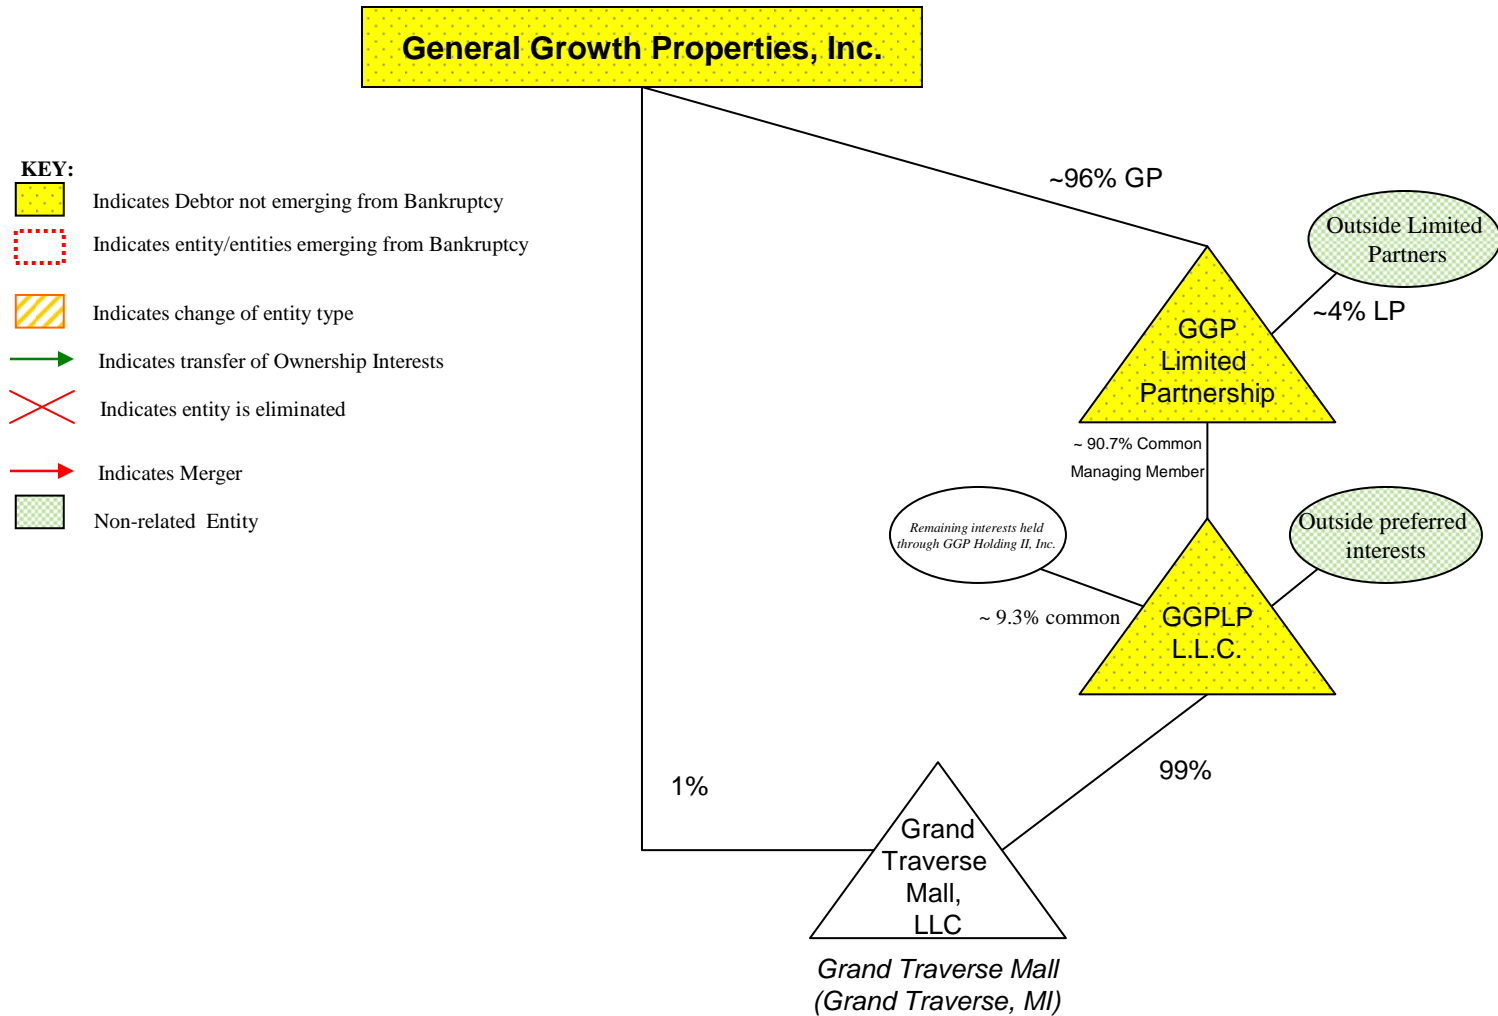 General Growth Properties, Inc.
KEY:
Indicates Debtor not emerging from Bankruptcy
Indicates entity/entities emerging from Bankruptcy
Indicates change of entity type
Indicates transfer of Ownership Interests
Indicates entity is eliminated
Indicates Merger
Non-related Entity
~96% GP
Outside Limited
Partners
~4% LP
GGP
Limited
Partnership
~ 90.7% Common
Managing Member
Remaining interests held
through GGP Holding II, Inc.
~ 9.3% common
Outside preferred
interests
GGPLP
L.L.C.
1%
99%
Grand
Traverse
Mall,
LLC
Grand Traverse Mall
(Grand Traverse, MI)